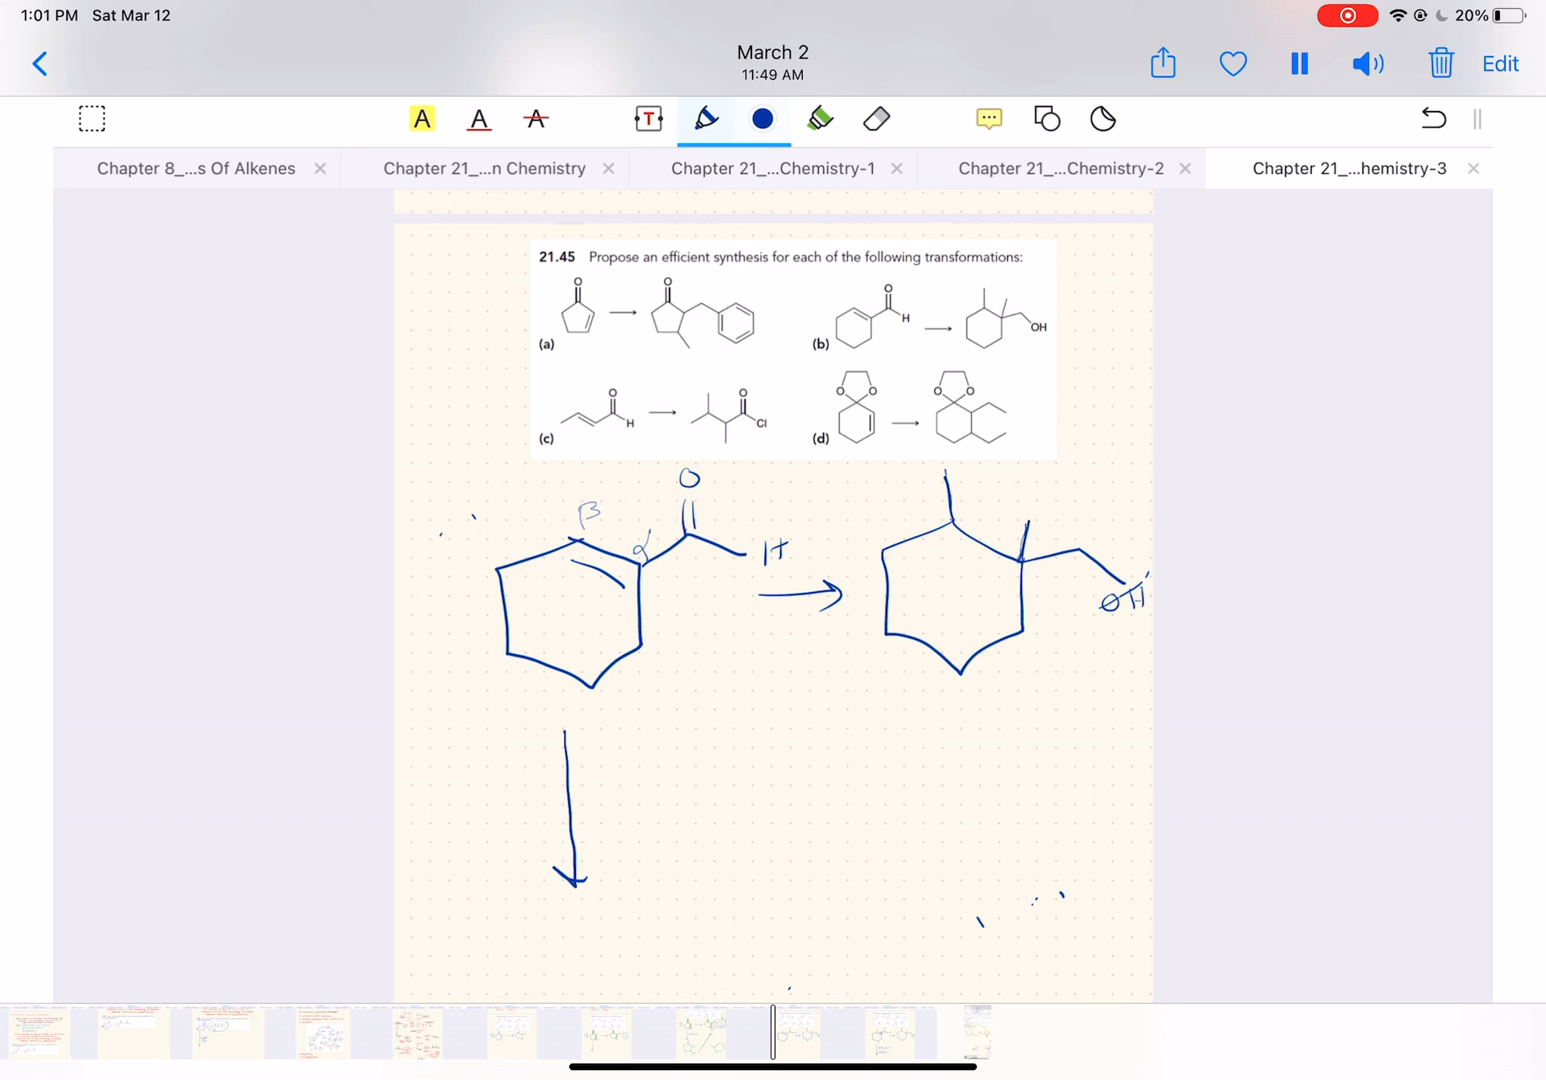 1:01 PM Sat Mar 12
20%
March 2
11:49 AM
Edit
A A A T
Chapter 8_...s Of Alkenes
Chapter 21_...n Chemistry
Chapter 21_...Chemistry-1
Chapter 21_...Chemistry-2
Chapter 21_...hemistry-3
21.45 Propose an efficient synthesis for each of the following transformations:
O O O H OH
(a) (b)
O H O Cl O O O O
(c) (d)
O
β
α H
OH